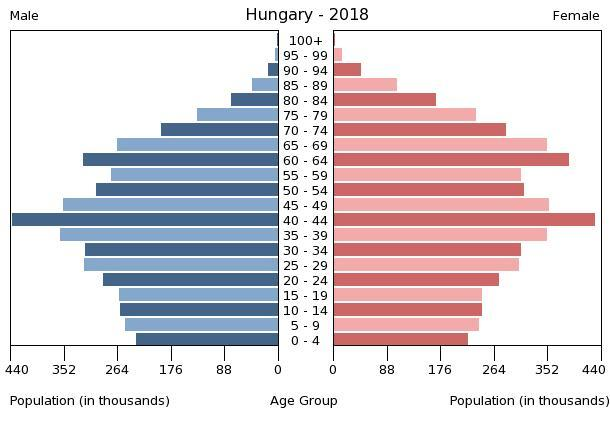 Hungary - 2018
Male
Female
100+
95 - 99
90 - 94
85 - 89
80 - 84
75 - 79
70 - 74
65 - 69
60 - 64
55 - 59
50 - 54
45 - 49
40 - 44
35 - 39
30 - 34
25 - 29
20 - 24
15 - 19
10 - 14
5 - 9
0 - 4
440 352 264 176 88 0 0 88 176 264 352 440
Population (in thousands) Age Group Population (in thousands)